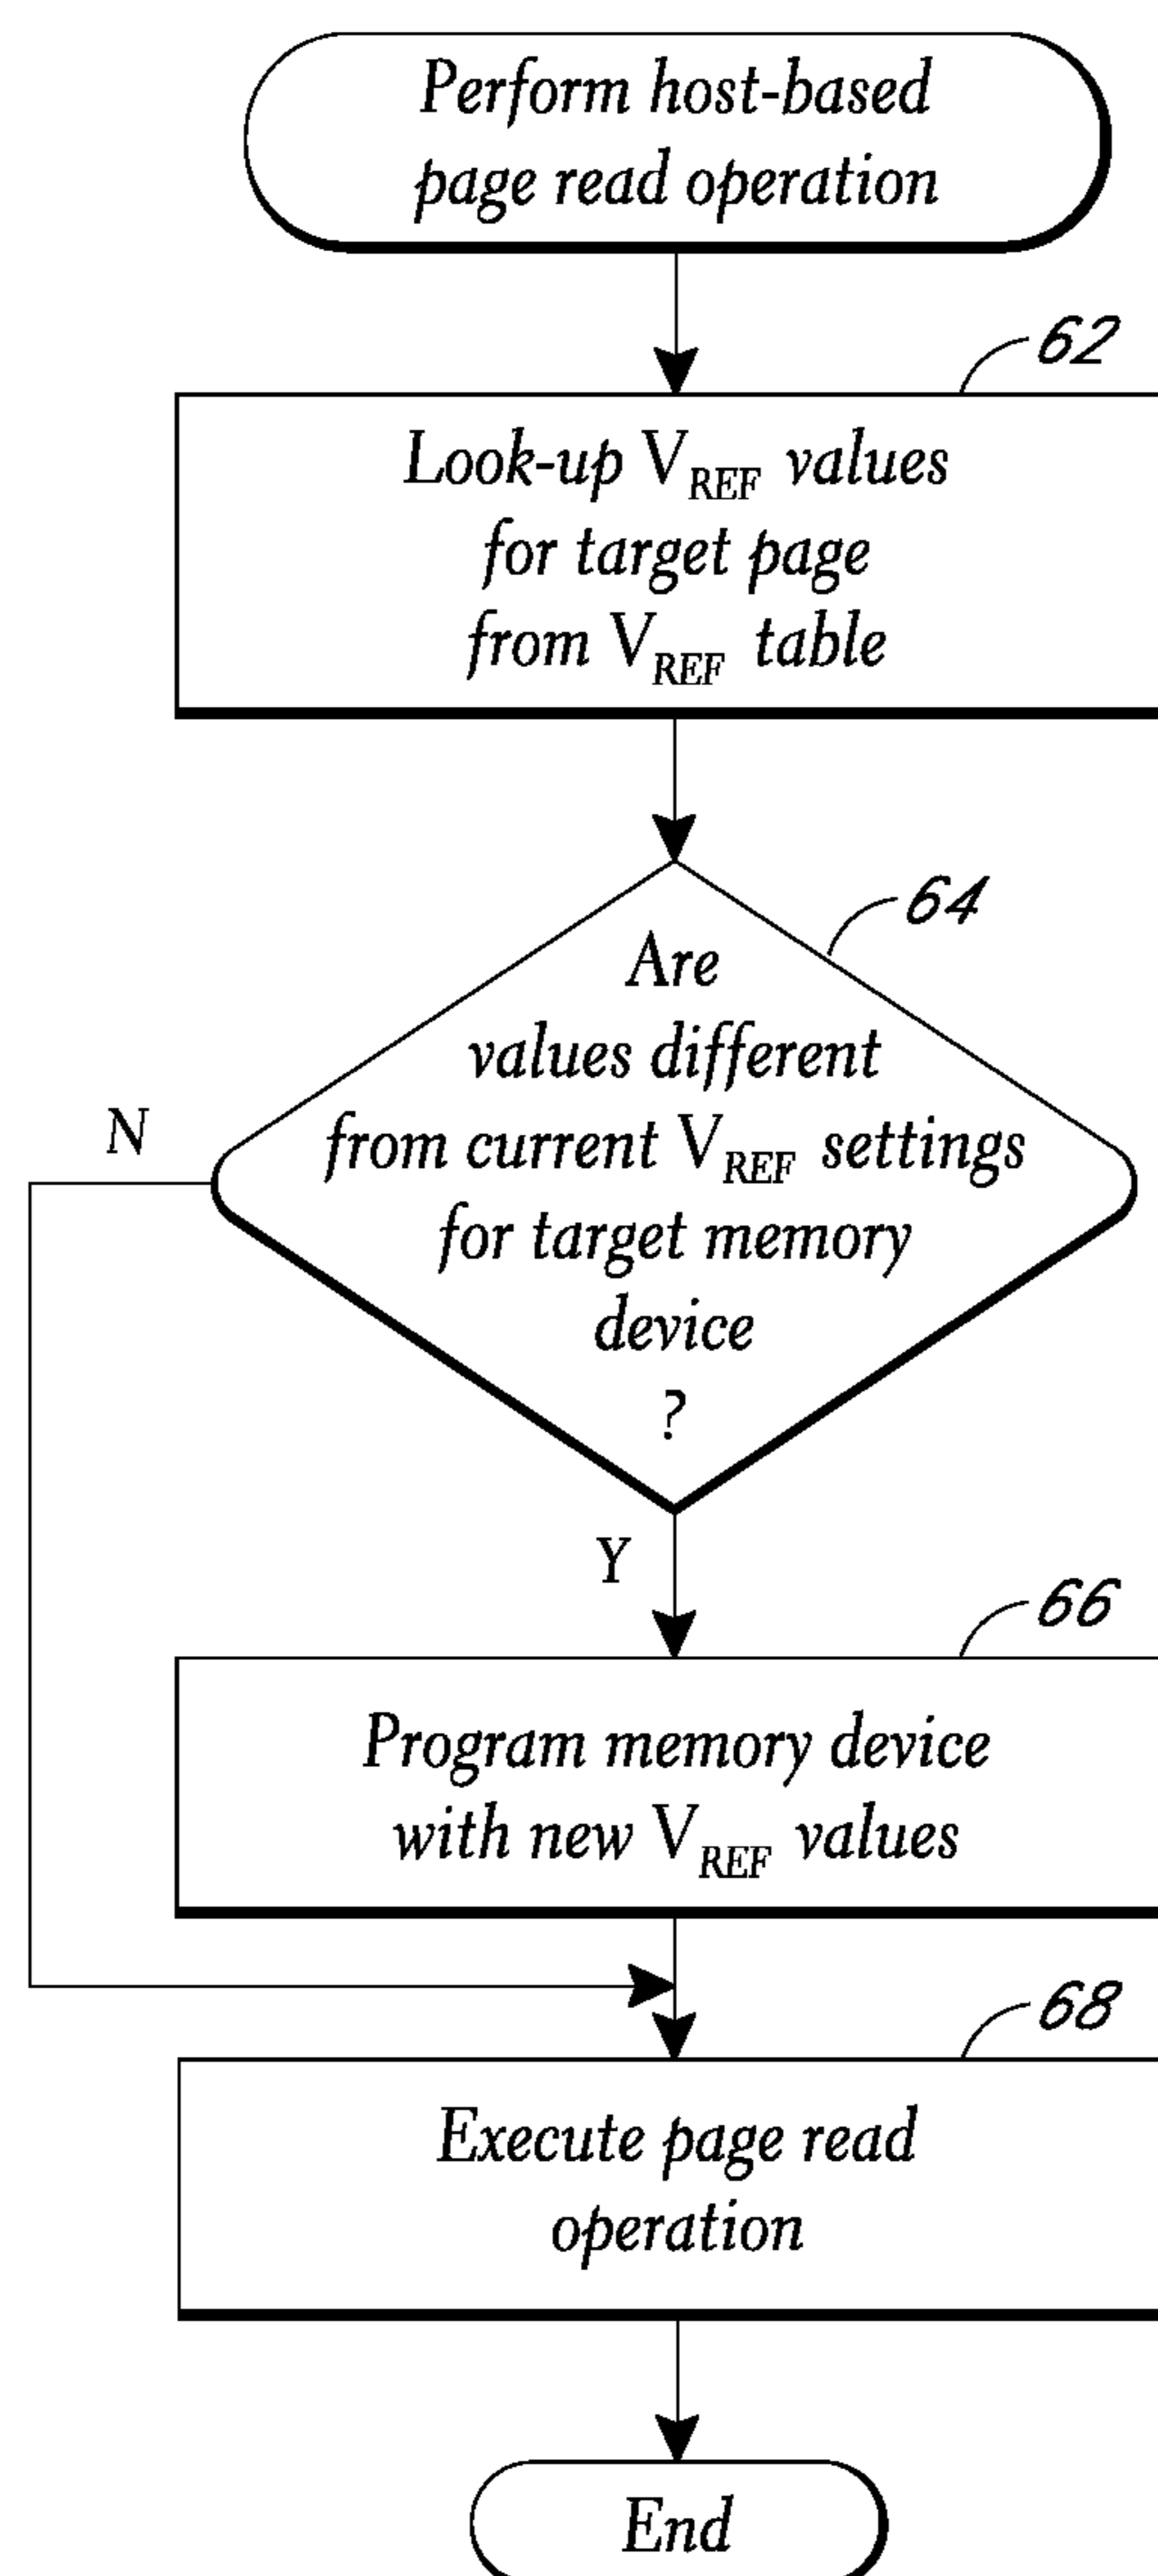 Perform host-based
page read operation
62
Look-up VREF values
for target page
from VREF table
64
Are
values different
from current VREF settings
for target memory
device
?
N
Y
66
Program memory device
with new VREF values
68
Execute page read
operation
End